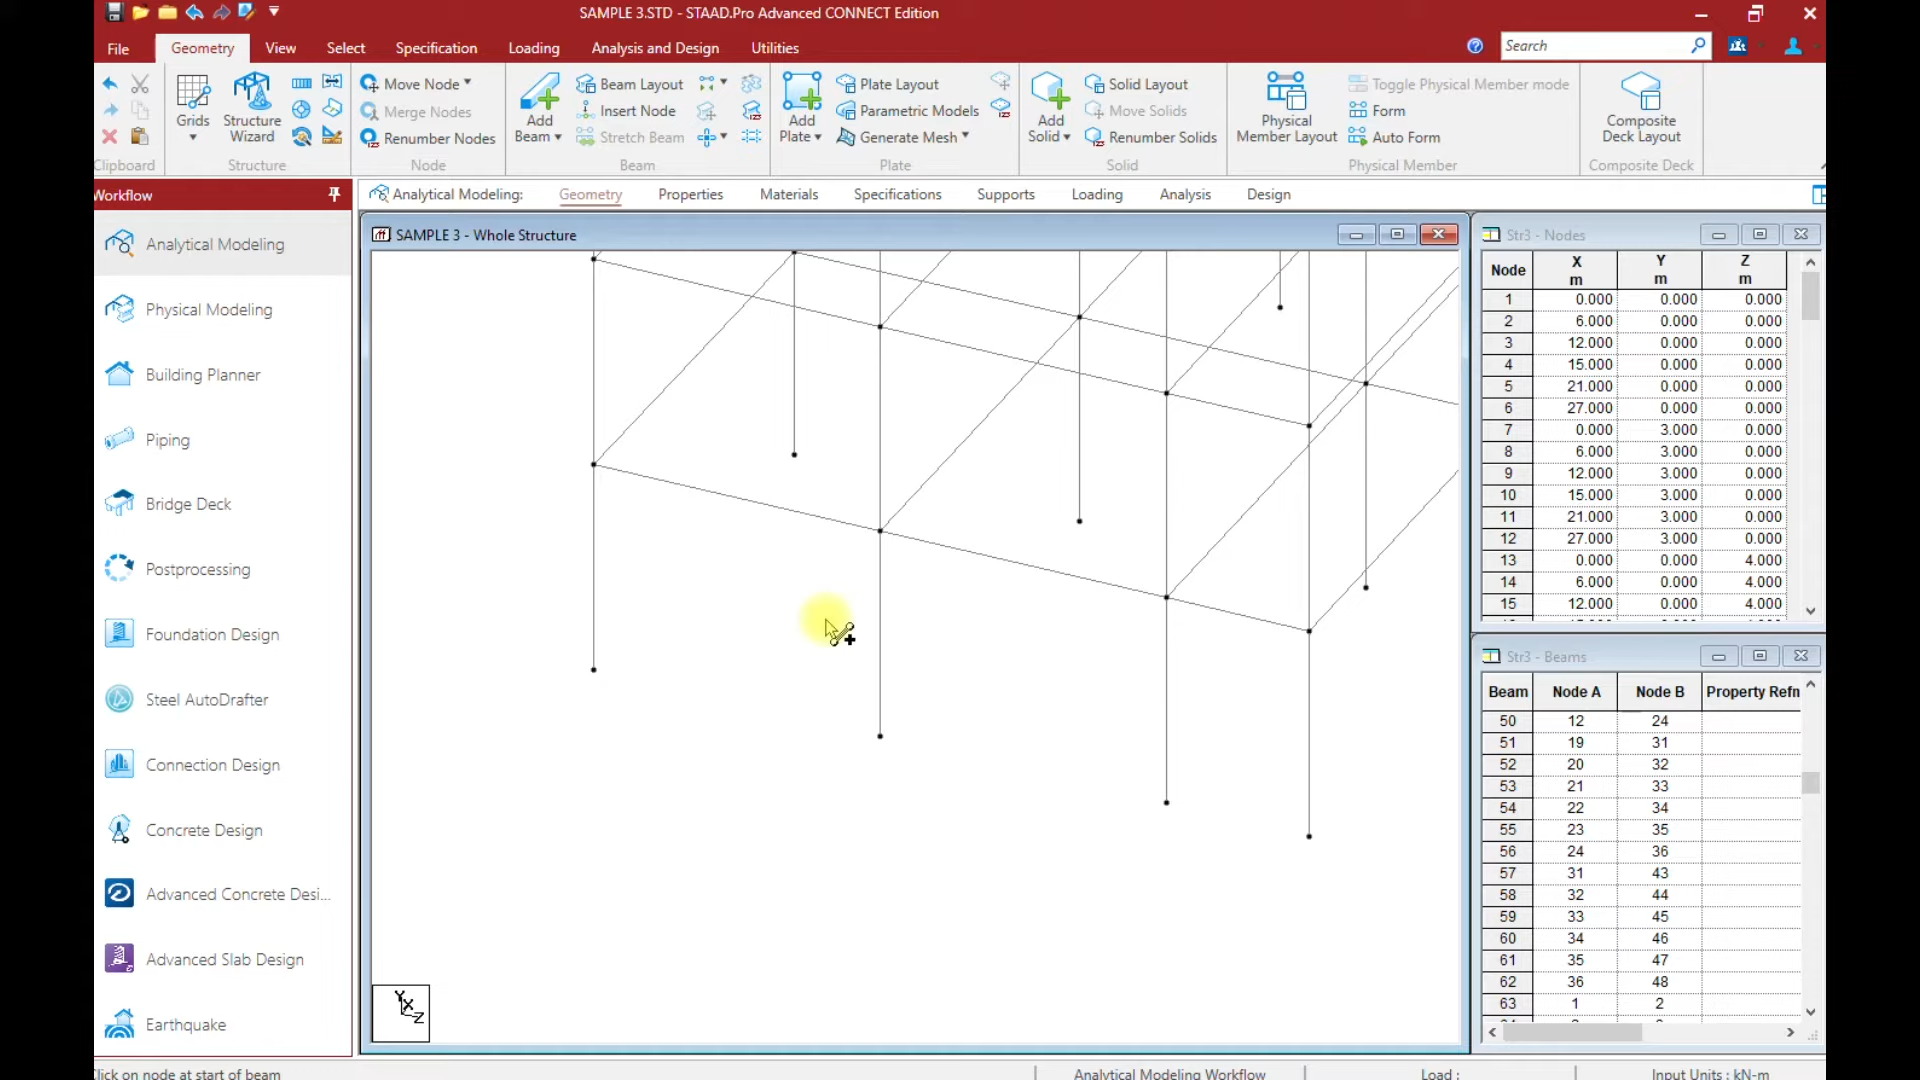 SAMPLE 3.STD - STAAD.Pro Advanced CONNECT Edition
File Geometry View Select Specification Loading Analysis and Design Utilities Search
Grids
Structure Wizard
Structure
Clipboard
Move Node
Merge Nodes
Renumber Nodes
Node
Add Beam
Beam Layout
Insert Node
Stretch Beam
Beam
Add Plate
Plate Layout
Parametric Models
Generate Mesh
Plate
Add Solid
Solid Layout
Move Solids
Renumber Solids
Solid
Physical Member Layout
Toggle Physical Member mode
Form
Auto Form
Physical Member
Composite Deck Layout
Composite Deck
Workflow
Analytical Modeling: Geometry Properties Materials Specifications Supports Loading Analysis Design
Analytical Modeling
Physical Modeling
Building Planner
Piping
Bridge Deck
Postprocessing
Foundation Design
Steel AutoDrafter
Connection Design
Concrete Design
Advanced Concrete Desi...
Advanced Slab Design
Earthquake
SAMPLE 3 - Whole Structure
Y
X
Z
Str3 - Nodes
Node X m Y m Z m
1 0.000 0.000 0.000
2 6.000 0.000 0.000
3 12.000 0.000 0.000
4 15.000 0.000 0.000
5 21.000 0.000 0.000
6 27.000 0.000 0.000
7 0.000 3.000 0.000
8 6.000 3.000 0.000
9 12.000 3.000 0.000
10 15.000 3.000 0.000
11 21.000 3.000 0.000
12 27.000 3.000 0.000
13 0.000 0.000 4.000
14 6.000 0.000 4.000
15 12.000 0.000 4.000
Str3 - Beams
Beam Node A Node B Property Refn
50 12 24
51 19 31
52 20 32
53 21 33
54 22 34
55 23 35
56 24 36
57 31 43
58 32 44
59 33 45
60 34 46
61 35 47
62 36 48
63 1 2
Click on node at start of beam Analytical Modeling Workflow Load : Input Units : kN-m